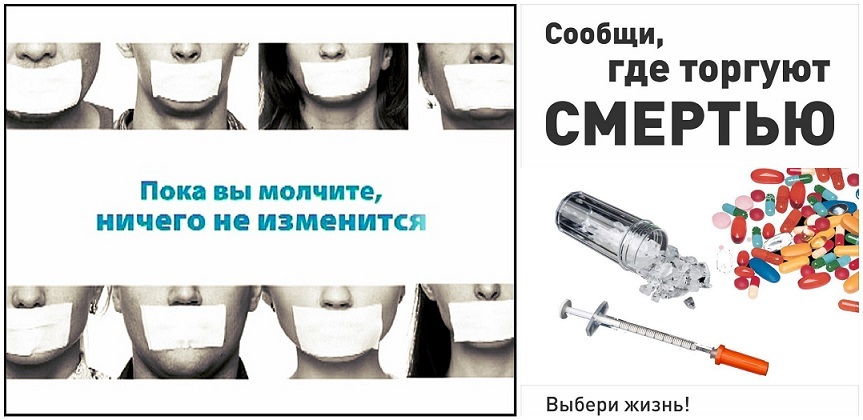 Пока вы молчите,
ничего не изменится
Сообщи,
где торгуют
СМЕРТЬЮ
Выбери жизнь!